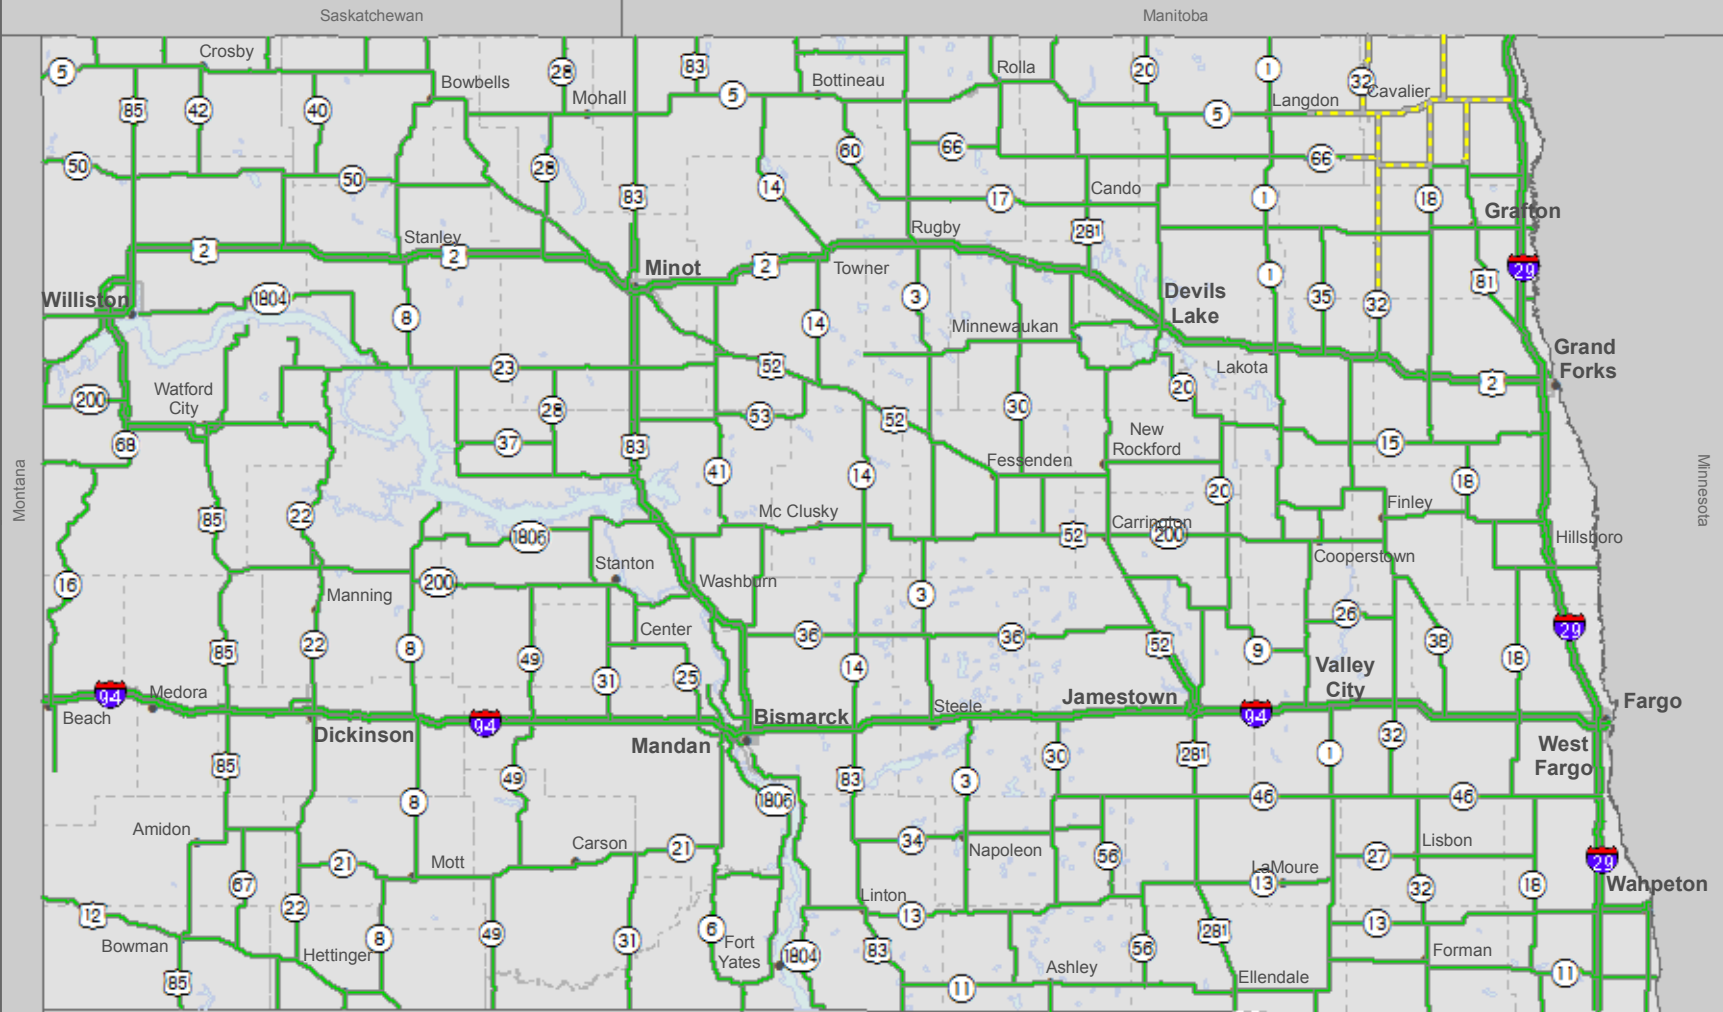 Saskatchewan
Manitoba
Crosby
5
Bowbells
28
83
Bottineau
Rolla
20
1
32
Cavalier
85
42
40
Mohall
5
Langdon
5
50
50
28
83
14
60
66
17
Cando
66
1
18
Grafton
281
Rugby
2
Stanley
2
Minot
2
Towner
1
29
81
Williston
1804
8
14
3
Devils
Lake
35
32
Minnewaukan
Grand
Forks
23
52
Lakota
2
200
Watford
City
28
53
52
30
20
68
37
83
New
Rockford
15
Montana
41
14
Fessenden
18
Minnesota
20
85
22
Mc Clusky
Finley
1806
52
Carrington
200
Hillsboro
Cooperstown
16
200
Stanton
Washburn
Manning
3
26
29
Center
36
36
38
85
22
8
49
52
9
18
31
25
14
Valley
City
94
Medora
Beach
94
Dickinson
Bismarck
Mandan
Steele
Jamestown
94
Fargo
85
49
83
3
30
281
1
32
West
Fargo
8
1806
46
46
Amidon
21
Mott
Carson
21
34
Napoleon
56
27
Lisbon
29
67
22
LaMoure
13
32
18
Wahpeton
12
Linton
13
13
Bowman
8
49
31
6
Fort
Yates
1804
83
56
281
Forman
Hettinger
85
11
Ashley
Ellendale
11